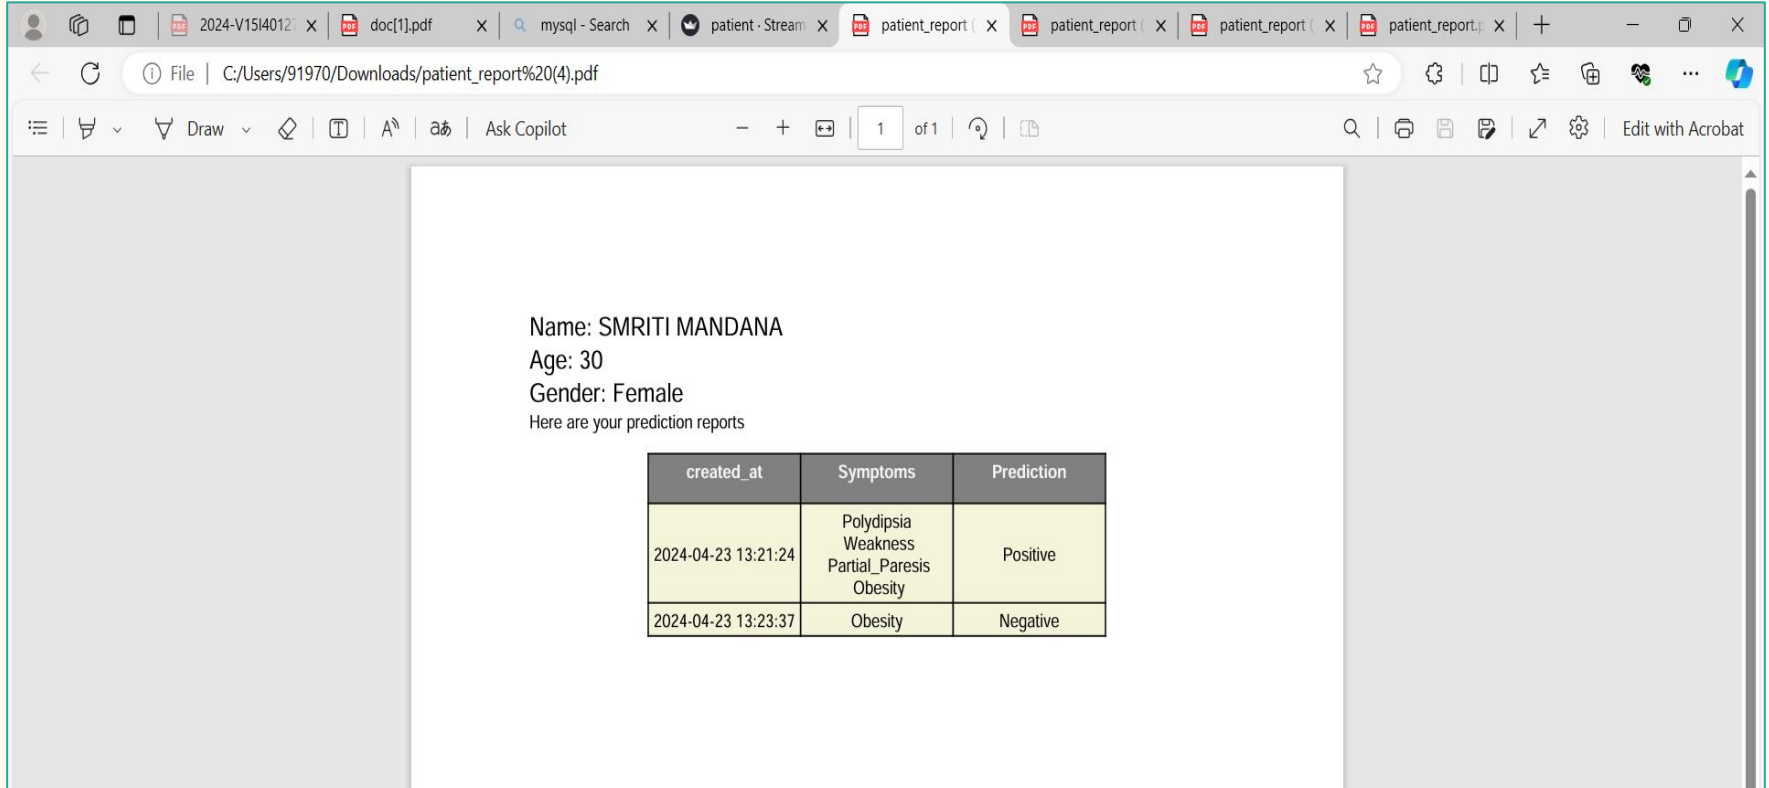 2024-V15I40127
doc[1].pdf
mysql - Search
patient · Stream
patient_report (
patient_report (
patient_report (
patient_report.p
File
C:/Users/91970/Downloads/patient_report%20(4).pdf
Draw
aあ
Ask Copilot
1 of 1
Edit with Acrobat
Name: SMRITI MANDANA
Age: 30
Gender: Female
Here are your prediction reports
created_at Symptoms Prediction
Polydipsia
Weakness
2024-04-23 13:21:24 Positive
Partial_Paresis
Obesity
2024-04-23 13:23:37 Obesity Negative